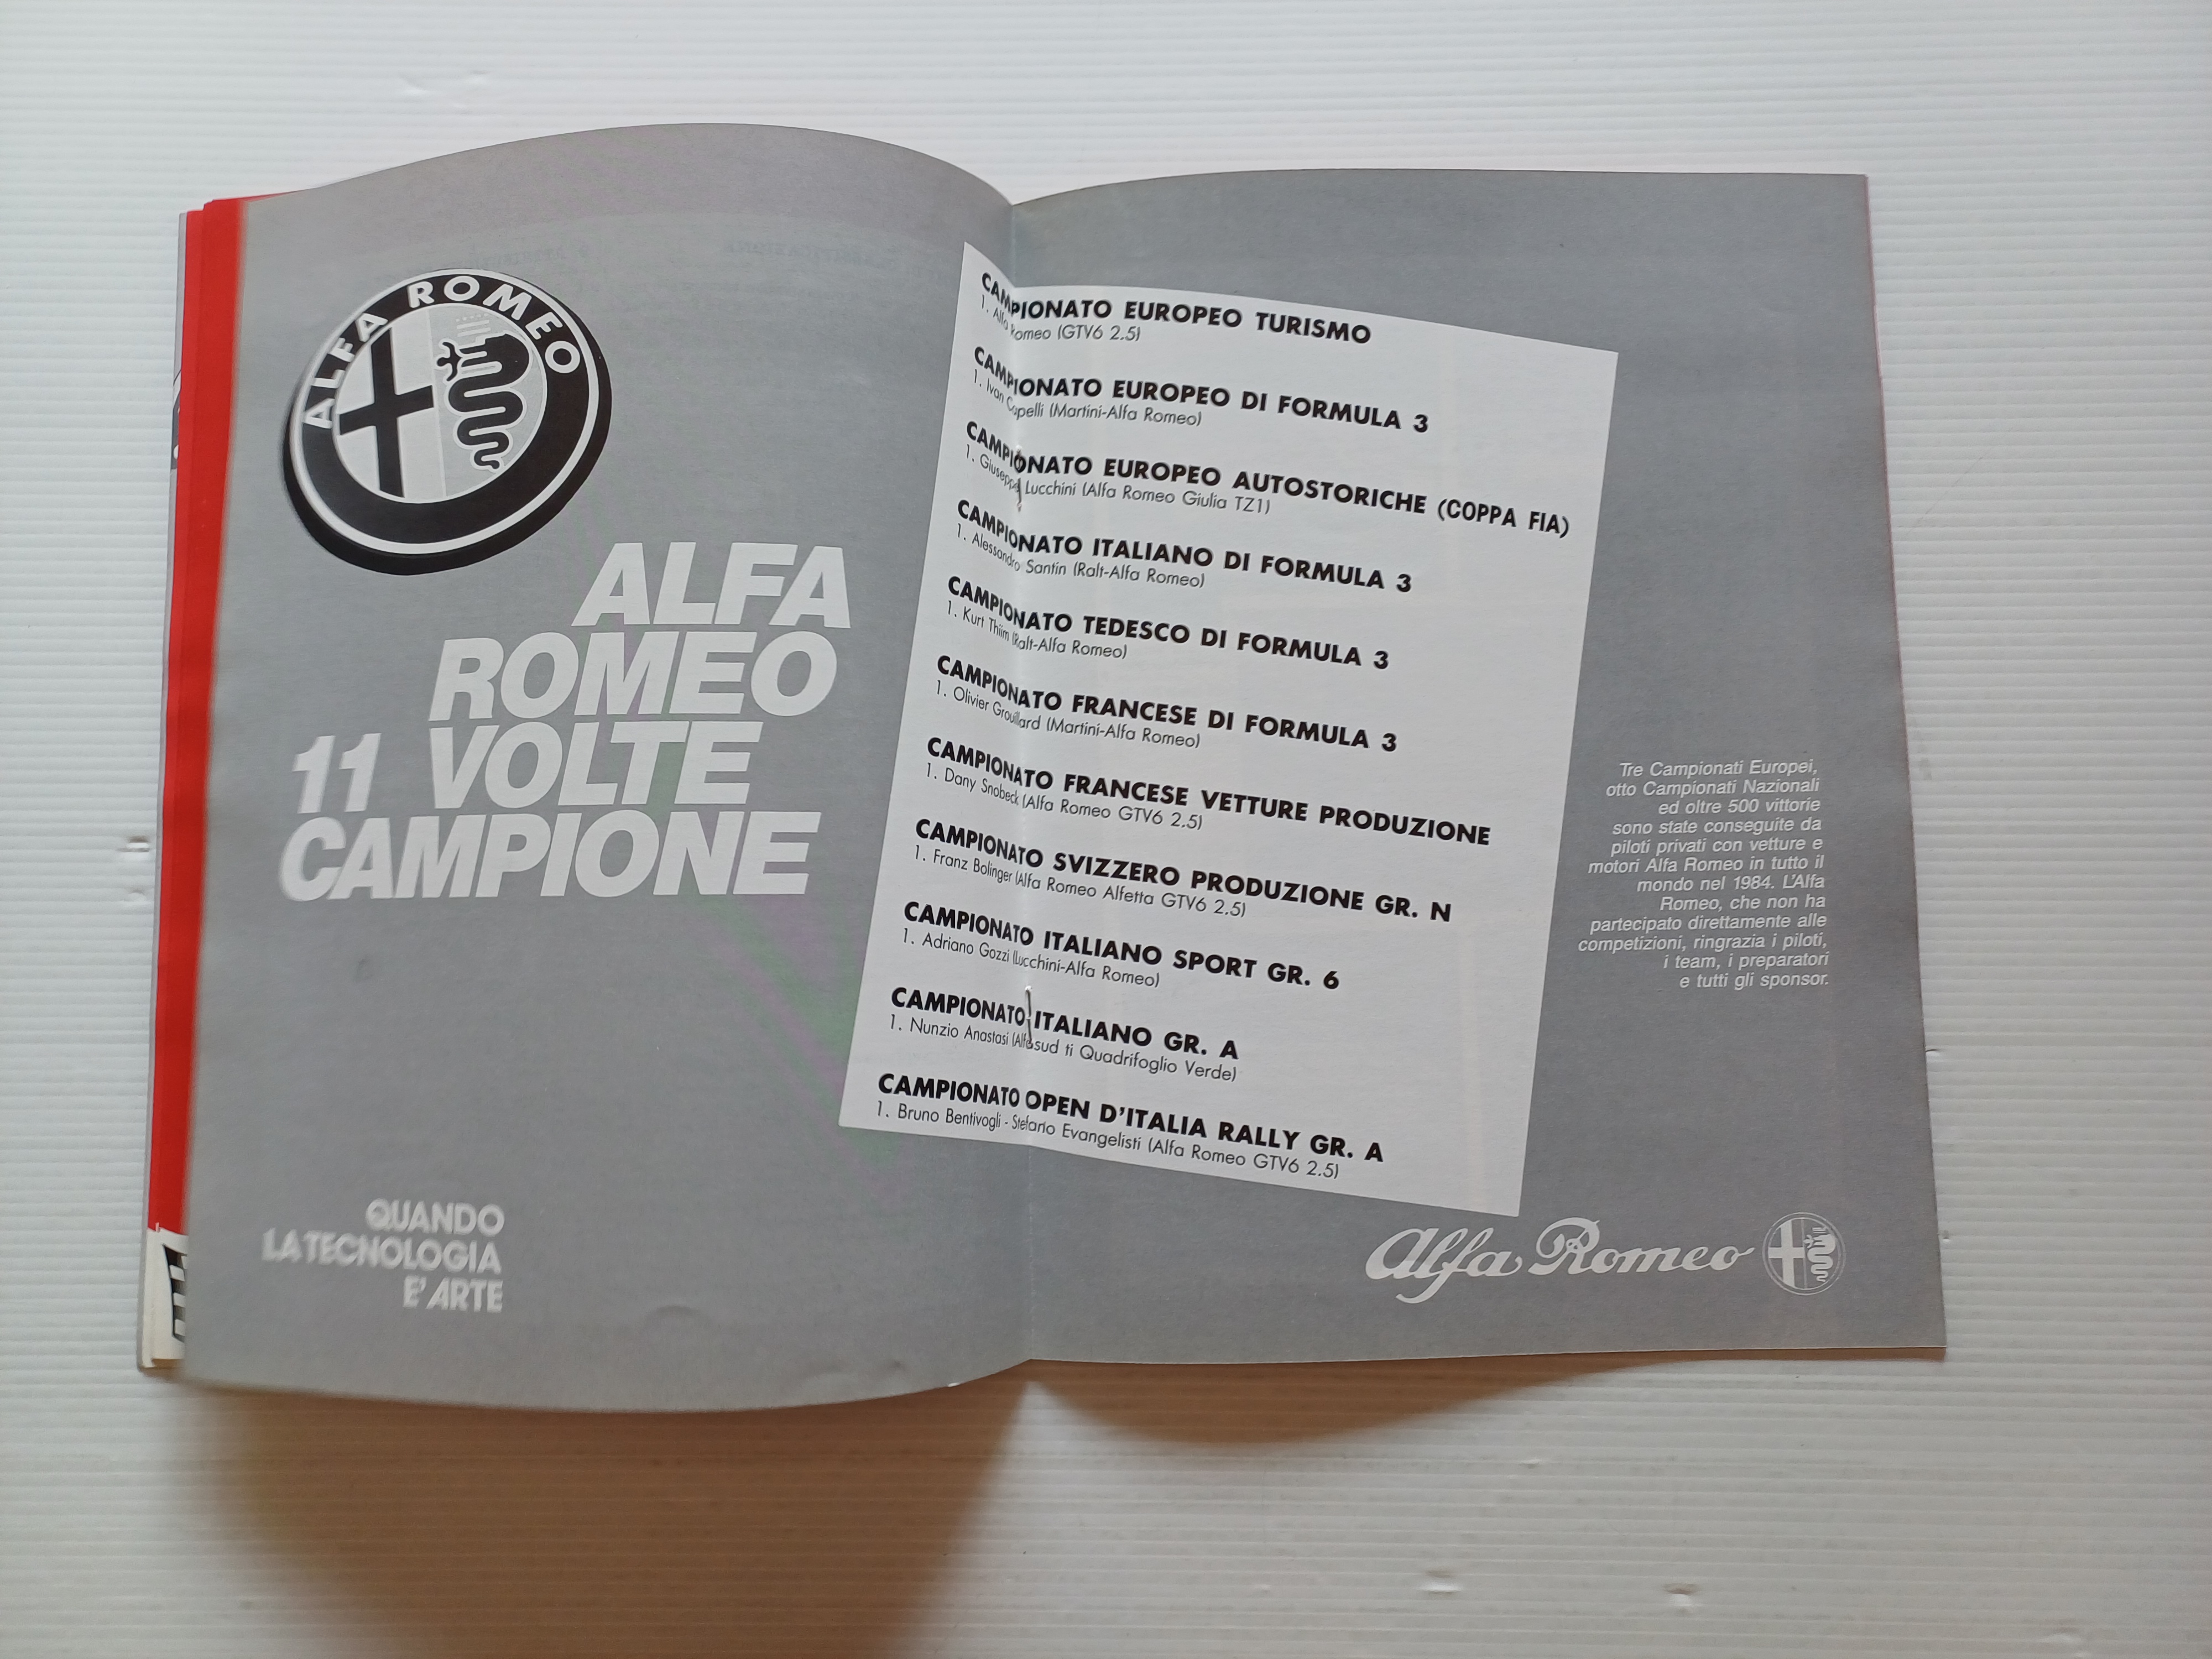 ALFA ROMEO
ALFA
ROMEO
11 VOLTE
CAMPIONE
QUANDO
LA TECNOLOGIA
E' ARTE
CAMPIONATO EUROPEO TURISMO
1. Alfa Romeo (GTV6 2.5)
CAMPIONATO EUROPEO DI FORMULA 3
1. Ivan Capelli (Martini-Alfa Romeo)
CAMPIONATO EUROPEO AUTOSTORICHE (COPPA FIA)
1. Giuseppe Lucchini (Alfa Romeo Giulia TZ1)
CAMPIONATO ITALIANO DI FORMULA 3
1. Alessandro Santin (Ralt-Alfa Romeo)
CAMPIONATO TEDESCO DI FORMULA 3
1. Kurt Thiim (Ralt-Alfa Romeo)
CAMPIONATO FRANCESE DI FORMULA 3
1. Olivier Grouillard (Martini-Alfa Romeo)
CAMPIONATO FRANCESE VETTURE PRODUZIONE
1. Dany Snobeck (Alfa Romeo GTV6 2.5)
CAMPIONATO SVIZZERO PRODUZIONE GR. N
1. Franz Bolinger (Alfa Romeo Alfetta GTV6 2.5)
CAMPIONATO ITALIANO SPORT GR. 6
1. Adriano Gozzi (Lucchini-Alfa Romeo)
CAMPIONATO ITALIANO GR. A
1. Nunzio Anastasi (Alfasud ti Quadrifoglio Verde)
CAMPIONATO OPEN D'ITALIA RALLY GR. A
1. Bruno Bentivogli - Stefano Evangelisti (Alfa Romeo GTV6 2.5)
Tre Campionati Europei,
otto Campionati Nazionali
ed oltre 500 vittorie
sono state conseguite da
piloti privati con vetture e
motori Alfa Romeo in tutto il
mondo nel 1984. L'Alfa
Romeo, che non ha
partecipato direttamente alle
competizioni, ringrazia i piloti,
i team, i preparatori
e tutti gli sponsor.
Alfa Romeo